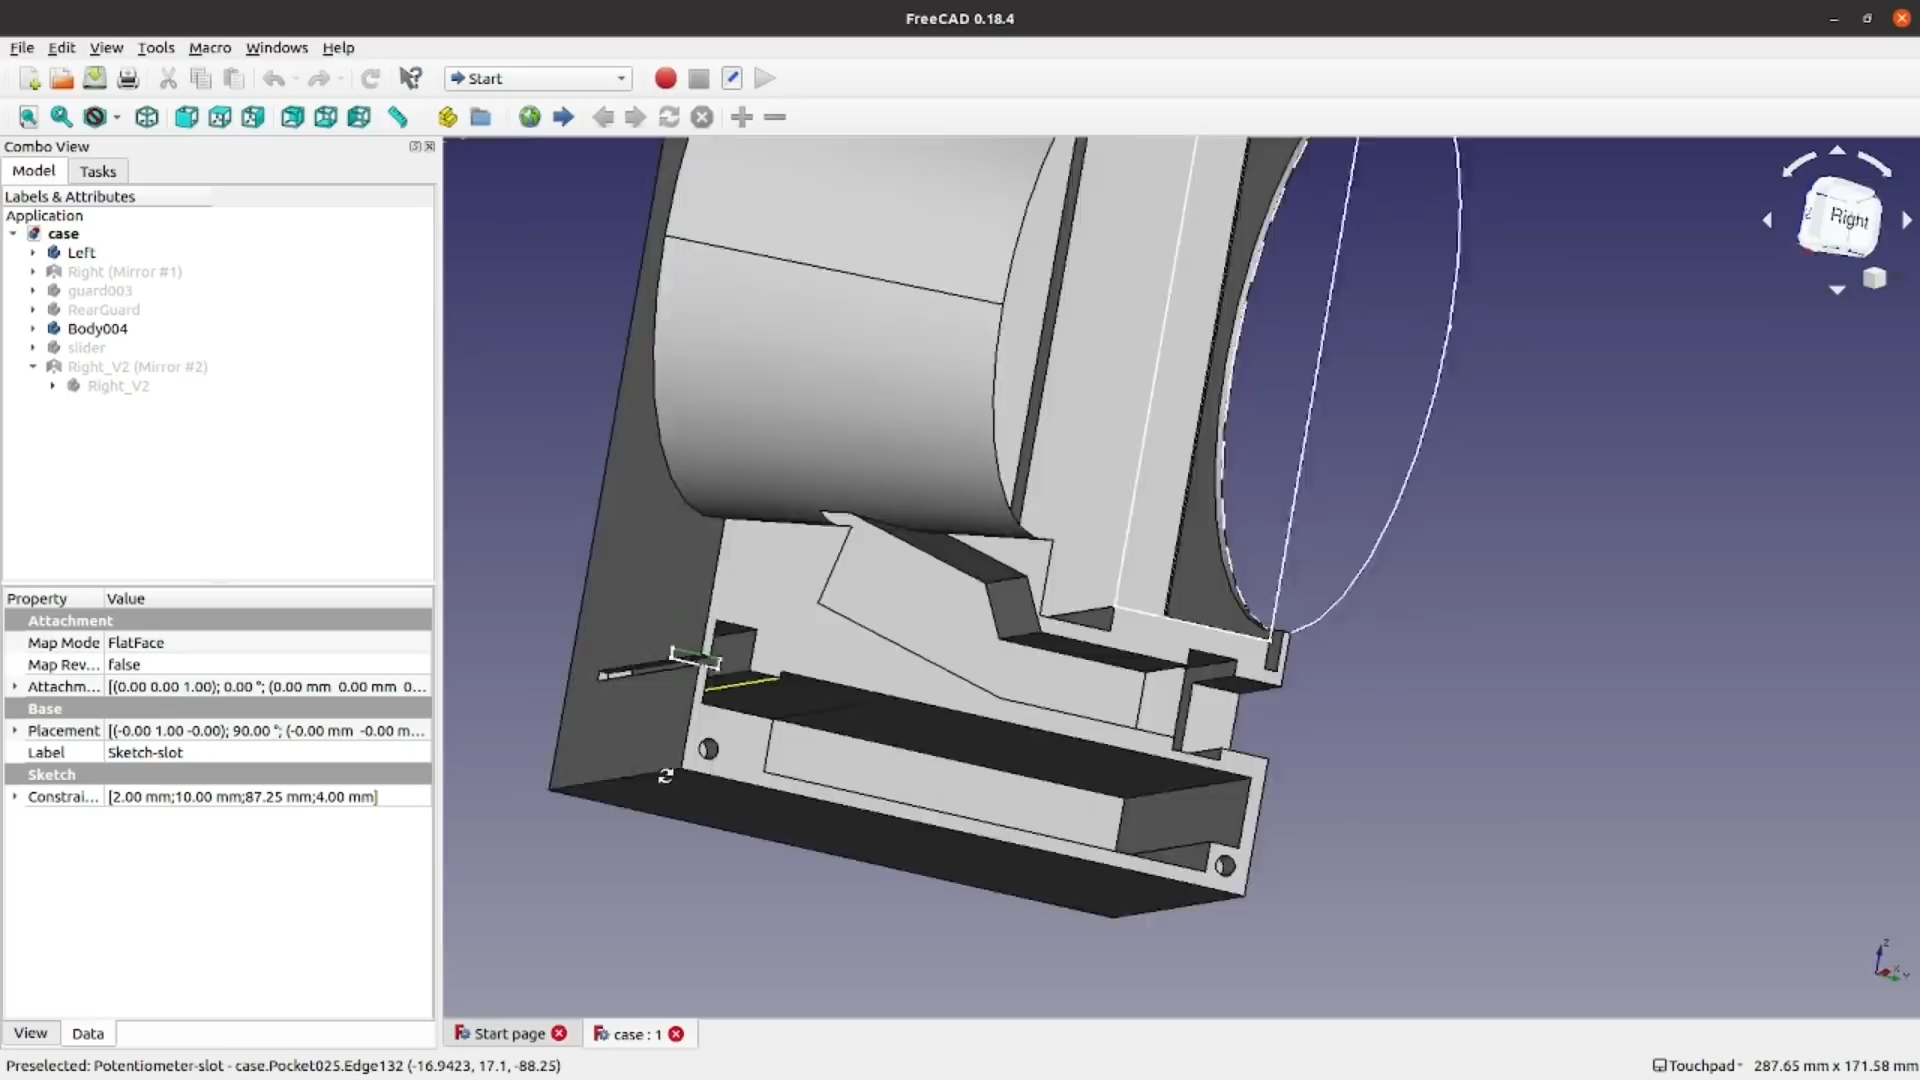 FreeCAD 0.18.4
File Edit View Tools Macro Windows Help
Start
Combo View
Model Tasks
Labels & Attributes
Application
case
Left
Right (Mirror #1)
guard003
RearGuard
Body004
slider
Right_V2 (Mirror #2)
Right_V2
Right
Property Value
Attachment
Map Mode FlatFace
Map Rev... false
Attachm... [(0.00 0.00 1.00); 0.00 °; (0.00 mm 0.00 mm 0...
Base
Placement [(-0.00 1.00 -0.00); 90.00 °; (-0.00 mm -0.00 m...
Label Sketch-slot
Sketch
Constrai... [2.00 mm;10.00 mm;87.25 mm;4.00 mm]
Z
X
Y
View Data
Start page case : 1
Preselected: Potentiometer-slot - case.Pocket025.Edge132 (-16.9423, 17.1, -88.25)
Touchpad 287.65 mm x 171.58 mm